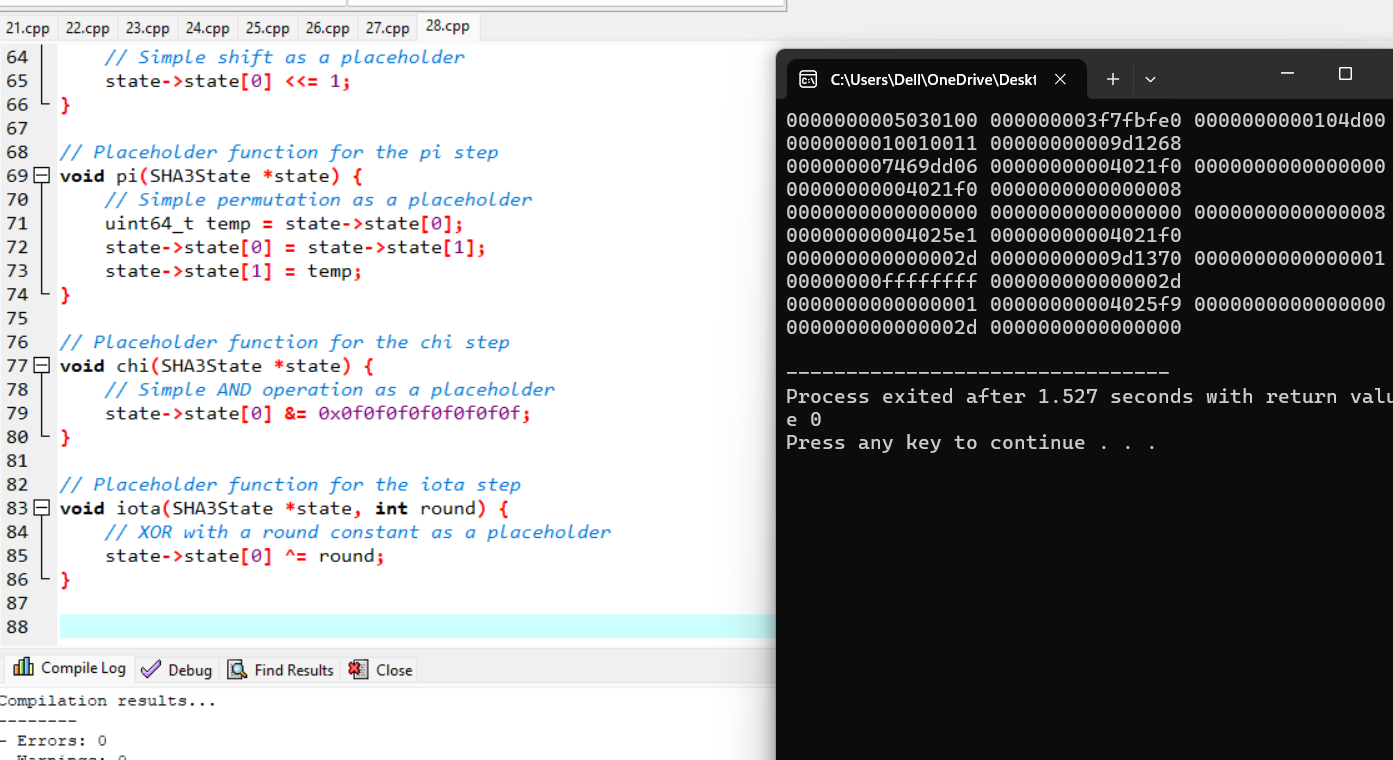 21.cpp 22.cpp 23.cpp 24.cpp 25.cpp 26.cpp 27.cpp 28.cpp
64 // Simple shift as a placeholder
65 state->state[0] <<= 1;
66 }
67
68 // Placeholder function for the pi step
69 void pi(SHA3State *state) {
70 // Simple permutation as a placeholder
71 uint64_t temp = state->state[0];
72 state->state[0] = state->state[1];
73 state->state[1] = temp;
74 }
75
76 // Placeholder function for the chi step
77 void chi(SHA3State *state) {
78 // Simple AND operation as a placeholder
79 state->state[0] &= 0x0f0f0f0f0f0f0f0f;
80 }
81
82 // Placeholder function for the iota step
83 void iota(SHA3State *state, int round) {
84 // XOR with a round constant as a placeholder
85 state->state[0] ^= round;
86 }
87
88
Compile Log Debug Find Results Close
Compilation results...
--------
- Errors: 0
- Warnings: 0
C:\Users\Dell\OneDrive\Deskt
0000000005030100 000000003f7fbfe0 0000000000104d00
0000000010010011 00000000009d1268
000000007469dd06 00000000004021f0 0000000000000000
00000000004021f0 0000000000000008
0000000000000000 0000000000000000 0000000000000008
00000000004025e1 00000000004021f0
000000000000002d 00000000009d1370 0000000000000001
00000000ffffffff 000000000000002d
0000000000000001 00000000004025f9 0000000000000000
000000000000002d 0000000000000000
--------------------------------
Process exited after 1.527 seconds with return valu
e 0
Press any key to continue . . .